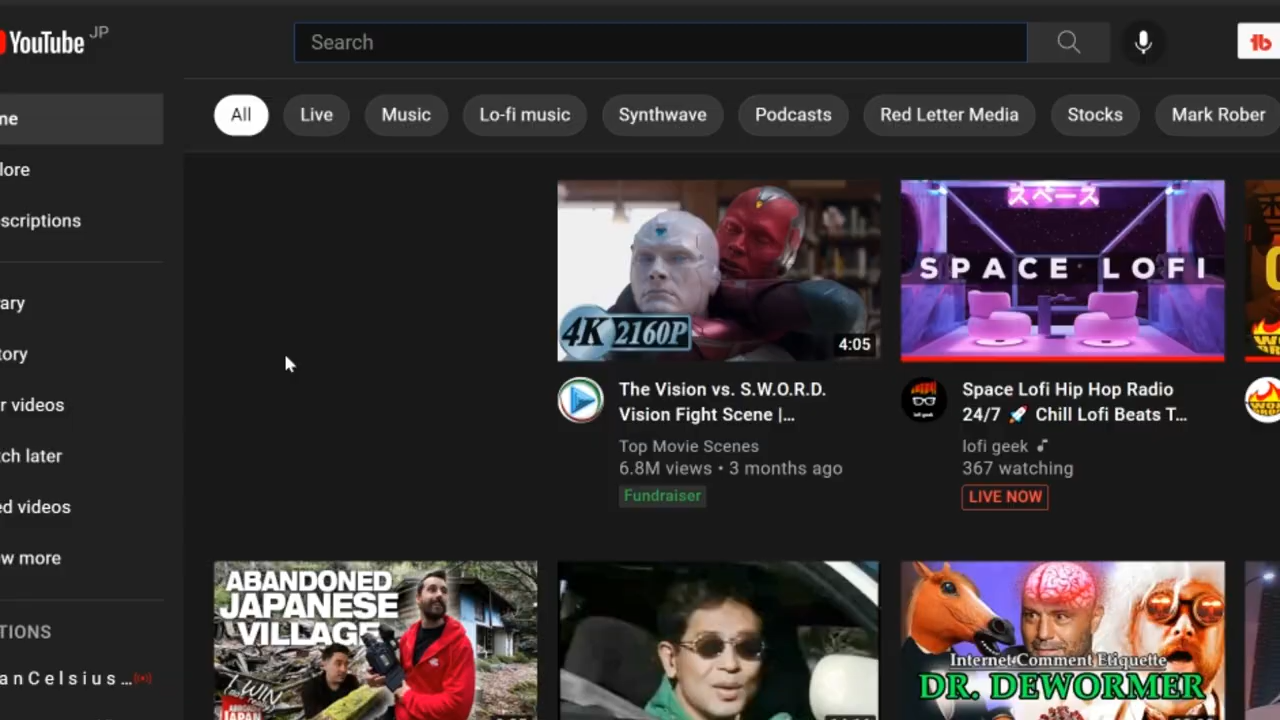 YouTube JP
Search
All
Live
Music
Lo-fi music
Synthwave
Podcasts
Red Letter Media
Stocks
Mark Rober
me
lore
scriptions
ary
tory
r videos
tch later
ed videos
w more
TIONS
anCelsius...
スペース
SPACE LOFI
4K 2160P
4:05
The Vision vs. S.W.O.R.D.
Vision Fight Scene |...
Top Movie Scenes
6.8M views • 3 months ago
Fundraiser
Space Lofi Hip Hop Radio
24/7 🚀 Chill Lofi Beats T...
lofi geek
367 watching
LIVE NOW
ABANDONED
JAPANESE
VILLAGE
I WIN
Internet Comment Etiquette
DR. DEWORMER